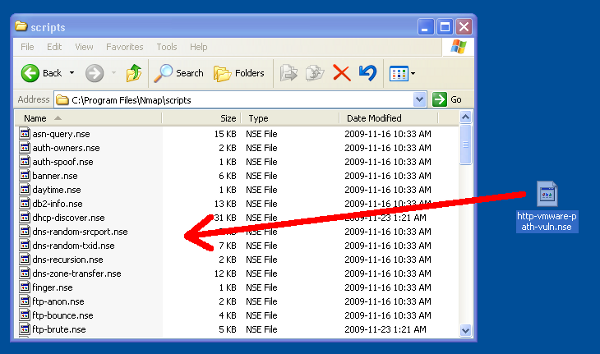 scripts
File Edit View Favorites Tools Help
Back Search Folders
Address C:\Program Files\Nmap\scripts Go
Name Size Type Date Modified
asn-query.nse 15 KB NSE File 2009-11-16 10:33 AM
auth-owners.nse 2 KB NSE File 2009-11-16 10:33 AM
auth-spoof.nse 1 KB NSE File 2009-11-16 10:33 AM
banner.nse 6 KB NSE File 2009-11-16 10:33 AM
daytime.nse 1 KB NSE File 2009-11-16 10:33 AM
db2-info.nse 13 KB NSE File 2009-11-16 10:33 AM
dhcp-discover.nse 31 KB NSE File 2009-11-23 1:21 AM
dns-random-srcport.nse KB NSE File 2009-11-16 10:33 AM
dns-random-txid.nse 7 KB NSE File 2009-11-16 10:33 AM
dns-recursion.nse 2 KB NSE File 2009-11-16 10:33 AM
dns-zone-transfer.nse 12 KB NSE File 2009-11-16 10:33 AM
finger.nse 1 KB NSE File 2009-11-16 10:33 AM
ftp-anon.nse 2 KB NSE File 2009-11-16 10:33 AM
ftp-bounce.nse 4 KB NSE File 2009-11-16 10:33 AM
ftp-brute.nse 5 KB NSE File 2009-11-23 1:21 AM
http-vmware-p
ath-vuln.nse